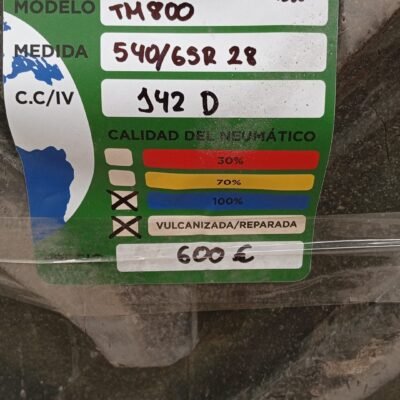 MODELO TM800
MEDIDA 540/65R 28
C.C/IV 142 D
CALIDAD DEL NEUMÁTICO
30%
70%
100%
VULCANIZADA/REPARADA
600 €